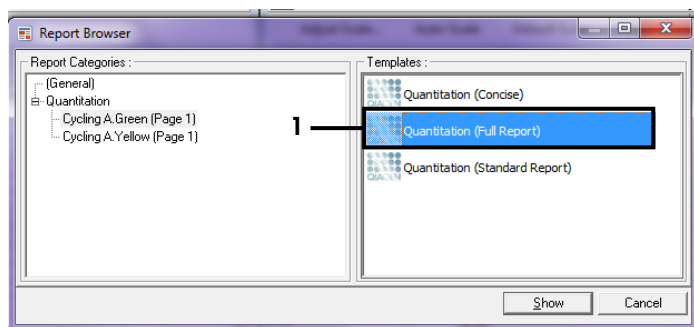 Report Browser
Report Categories :
(General)
Quantitation
Cycling A.Green (Page 1)
Cycling A.Yellow (Page 1)
1
Templates :
Quantitation (Concise)
Quantitation (Full Report)
Quantitation (Standard Report)
Show
Cancel